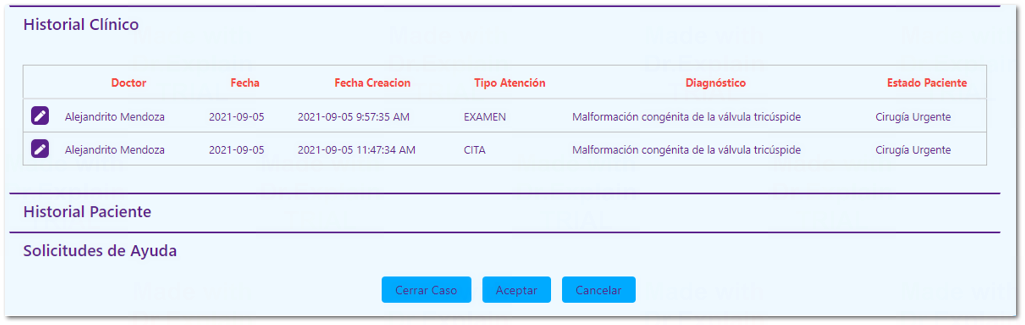 Historial Clínico
Doctor Fecha Fecha Creacion Tipo Atención Diagnóstico Estado Paciente
Alejandrito Mendoza 2021-09-05 2021-09-05 9:57:35 AM EXAMEN Malformación congénita de la válvula tricúspide Cirugía Urgente
Alejandrito Mendoza 2021-09-05 2021-09-05 11:47:34 AM CITA Malformación congénita de la válvula tricúspide Cirugía Urgente
Historial Paciente
Solicitudes de Ayuda
Cerrar Caso Aceptar Cancelar